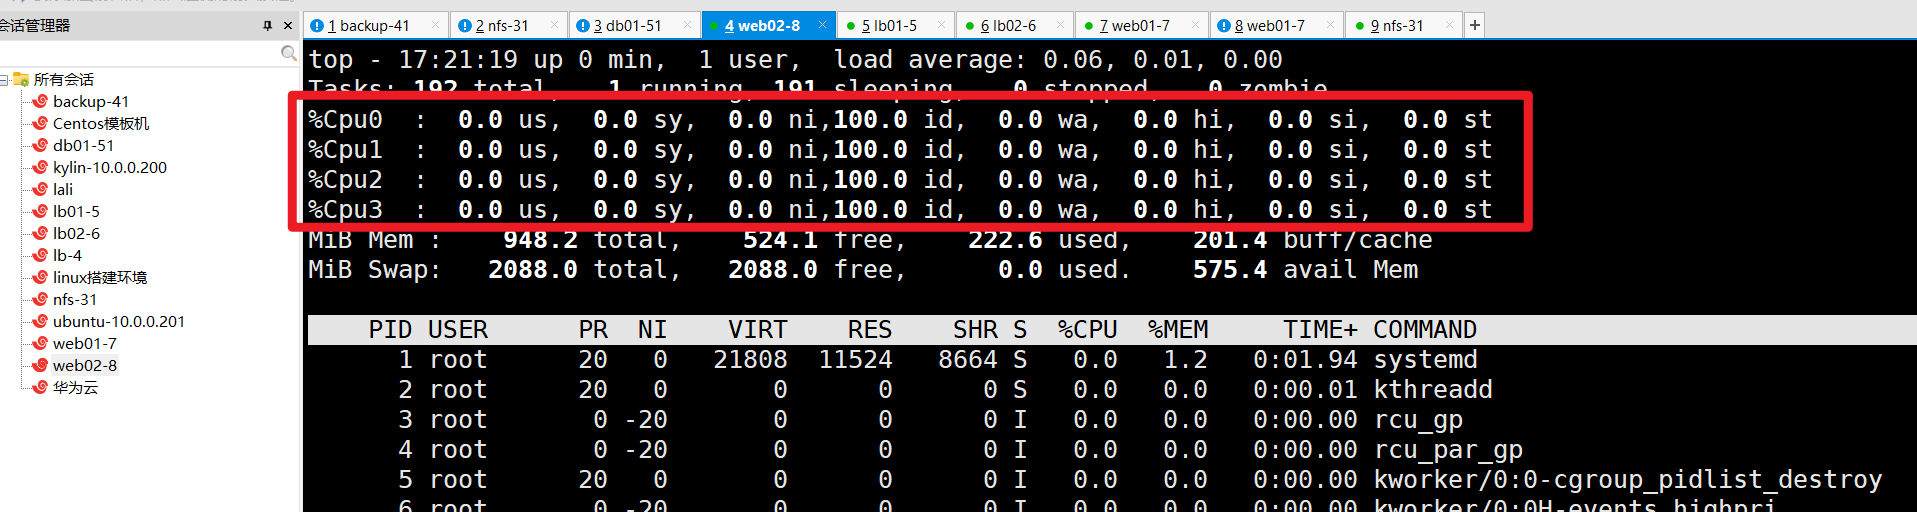 会话管理器
1 backup-41
2 nfs-31
3 db01-51
4 web02-8
5 lb01-5
6 lb02-6
7 web01-7
8 web01-7
9 nfs-31
所有会话
backup-41
Centos模板机
db01-51
kylin-10.0.0.200
lali
lb01-5
lb02-6
lb-4
linux搭建环境
nfs-31
ubuntu-10.0.0.201
web01-7
web02-8
华为云
top - 17:21:19 up 0 min,  1 user,  load average: 0.06, 0.01, 0.00
Tasks: 192 total,   1 running, 191 sleeping,   0 stopped,   0 zombie
%Cpu0  :  0.0 us,  0.0 sy,  0.0 ni,100.0 id,  0.0 wa,  0.0 hi,  0.0 si,  0.0 st
%Cpu1  :  0.0 us,  0.0 sy,  0.0 ni,100.0 id,  0.0 wa,  0.0 hi,  0.0 si,  0.0 st
%Cpu2  :  0.0 us,  0.0 sy,  0.0 ni,100.0 id,  0.0 wa,  0.0 hi,  0.0 si,  0.0 st
%Cpu3  :  0.0 us,  0.0 sy,  0.0 ni,100.0 id,  0.0 wa,  0.0 hi,  0.0 si,  0.0 st
MiB Mem :    948.2 total,    524.1 free,    222.6 used,    201.4 buff/cache
MiB Swap:   2088.0 total,   2088.0 free,      0.0 used.    575.4 avail Mem
PID USER      PR  NI    VIRT    RES    SHR S  %CPU  %MEM     TIME+ COMMAND
1 root      20   0   21808  11524   8664 S   0.0   1.2   0:01.94 systemd
2 root      20   0       0      0      0 S   0.0   0.0   0:00.01 kthreadd
3 root       0 -20       0      0      0 I   0.0   0.0   0:00.00 rcu_gp
4 root       0 -20       0      0      0 I   0.0   0.0   0:00.00 rcu_par_gp
5 root      20   0       0      0      0 I   0.0   0.0   0:00.00 kworker/0:0-cgroup_pidlist_destroy
6 root       0 -20       0      0      0 I   0.0   0.0   0:00.00 kworker/0:0H-events_highpri